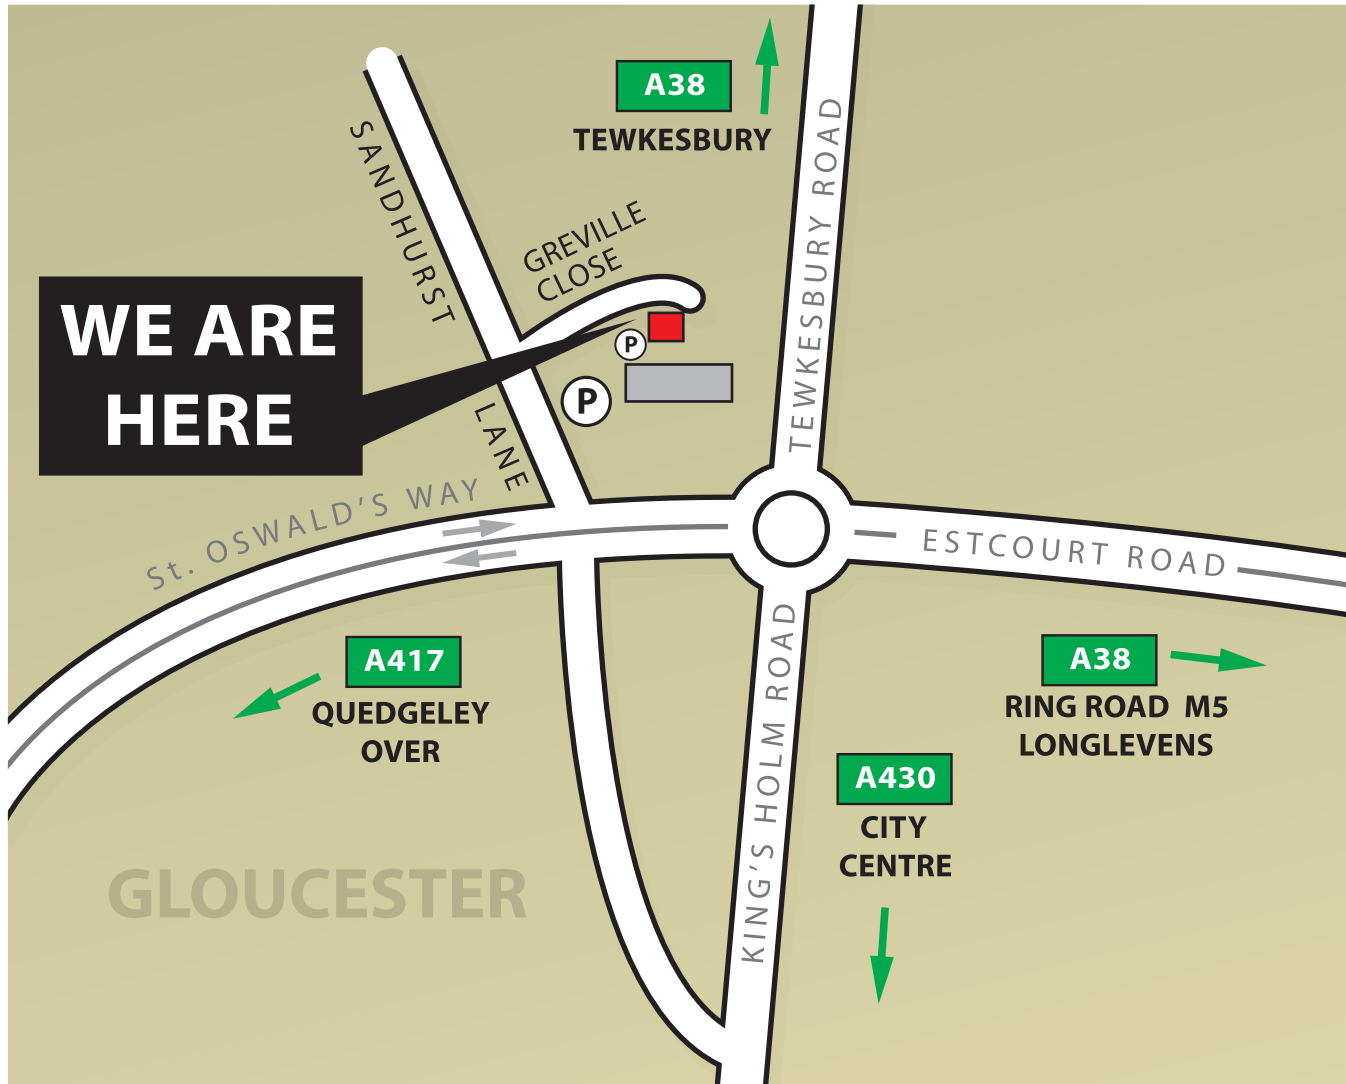 A38
TEWKESBURY
TEWKESBURY ROAD
SANDHURST
LANE
GREVILLE
CLOSE
WE ARE
HERE
P
P
St. OSWALD'S WAY
ESTCOURT ROAD
KING'S HOLM ROAD
A417
QUEDGELEY
OVER
A38
RING ROAD M5
LONGLEVENS
A430
CITY
CENTRE
GLOUCESTER